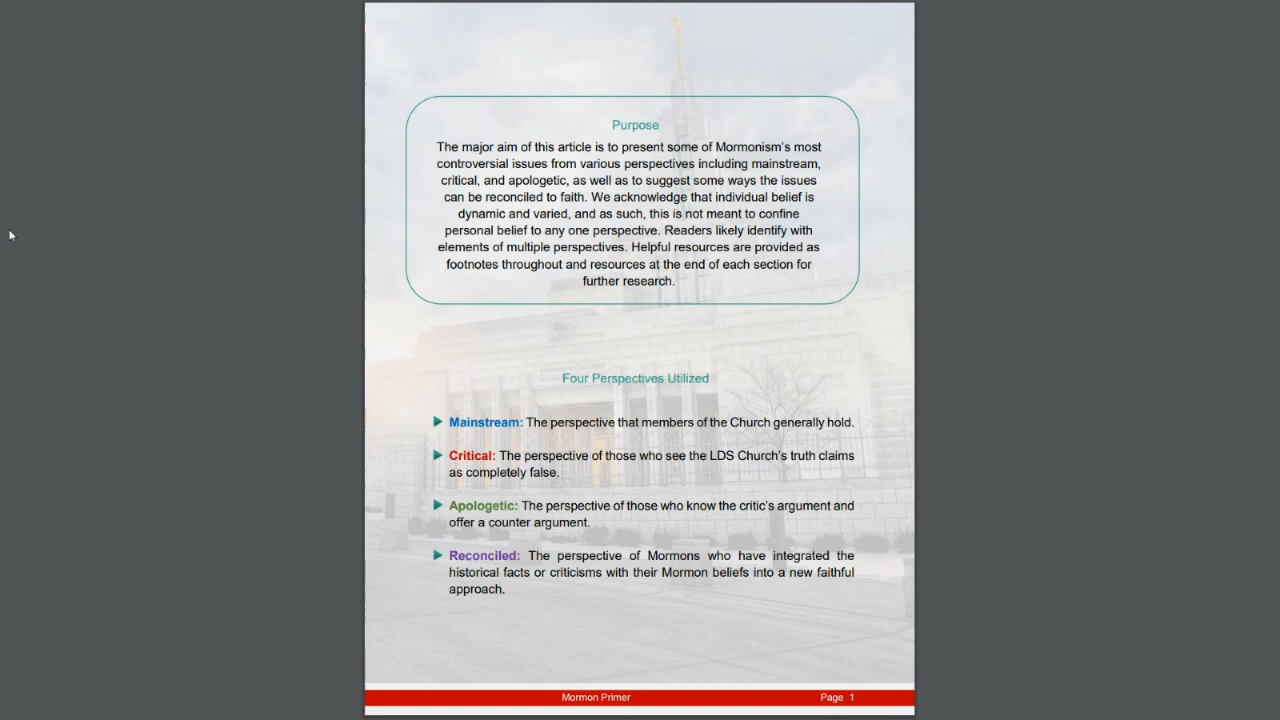 Purpose
The major aim of this article is to present some of Mormonism's most
controversial issues from various perspectives including mainstream,
critical, and apologetic, as well as to suggest some ways the issues
can be reconciled to faith. We acknowledge that individual belief is
dynamic and varied, and as such, this is not meant to confine
personal belief to any one perspective. Readers likely identify with
elements of multiple perspectives. Helpful resources are provided as
footnotes throughout and resources at the end of each section for
further research.
Four Perspectives Utilized
Mainstream: The perspective that members of the Church generally hold.
Critical: The perspective of those who see the LDS Church's truth claims
as completely false.
Apologetic: The perspective of those who know the critic's argument and
offer a counter argument.
Reconciled: The perspective of Mormons who have integrated the
historical facts or criticisms with their Mormon beliefs into a new faithful
approach.
Mormon Primer Page 1